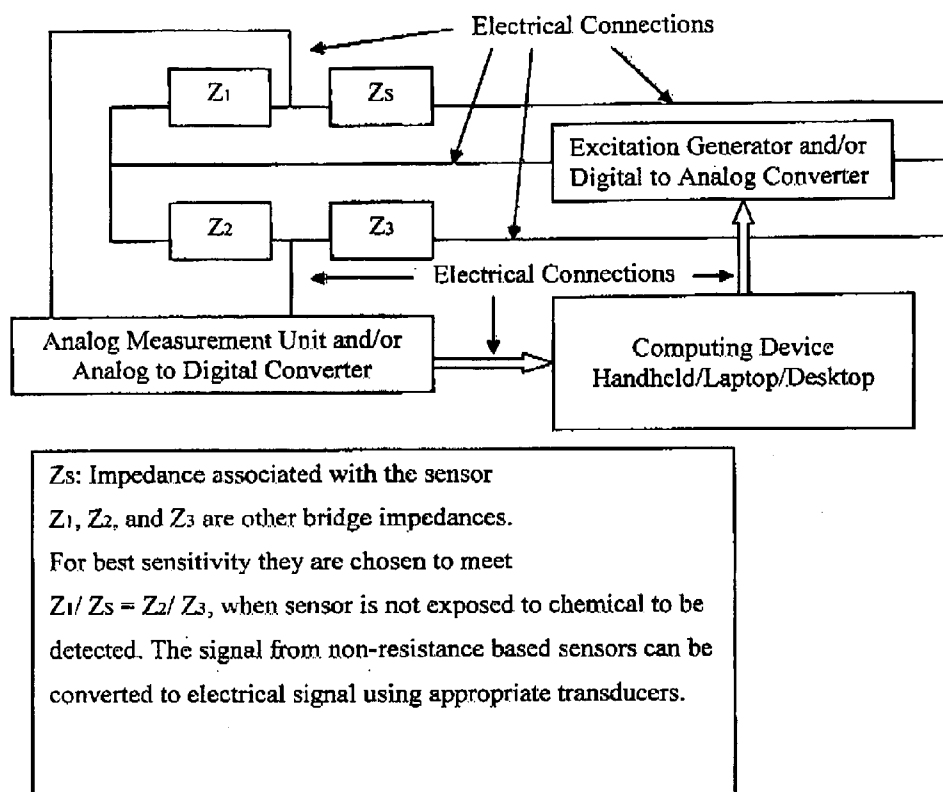 Electrical Connections
Z1
Zs
Excitation Generator and/or
Digital to Analog Converter
Z2
Z3
Electrical Connections
Analog Measurement Unit and/or
Analog to Digital Converter
Computing Device
Handheld/Laptop/Desktop
Zs: Impedance associated with the sensor
Z1, Z2, and Z3 are other bridge impedances.
For best sensitivity they are chosen to meet
Z1/ Zs = Z2/ Z3, when sensor is not exposed to chemical to be
detected. The signal from non-resistance based sensors can be
converted to electrical signal using appropriate transducers.